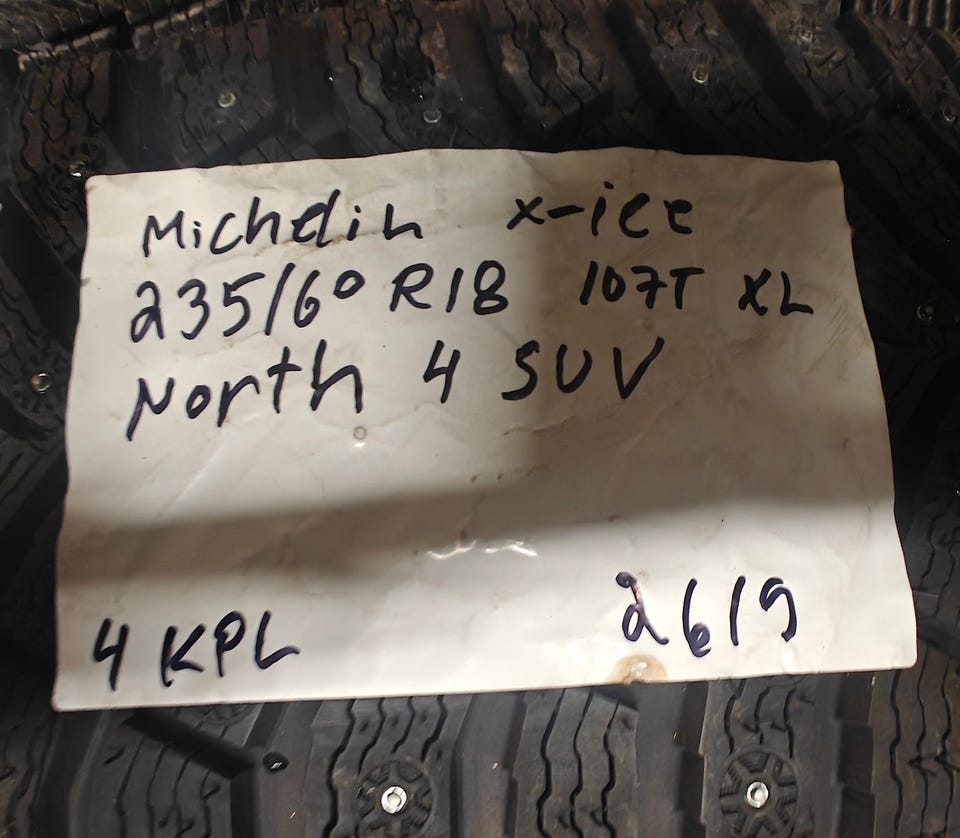 Michelin X-ice
235/60 R18 107T XL
North 4 SUV
4 KPL 2619